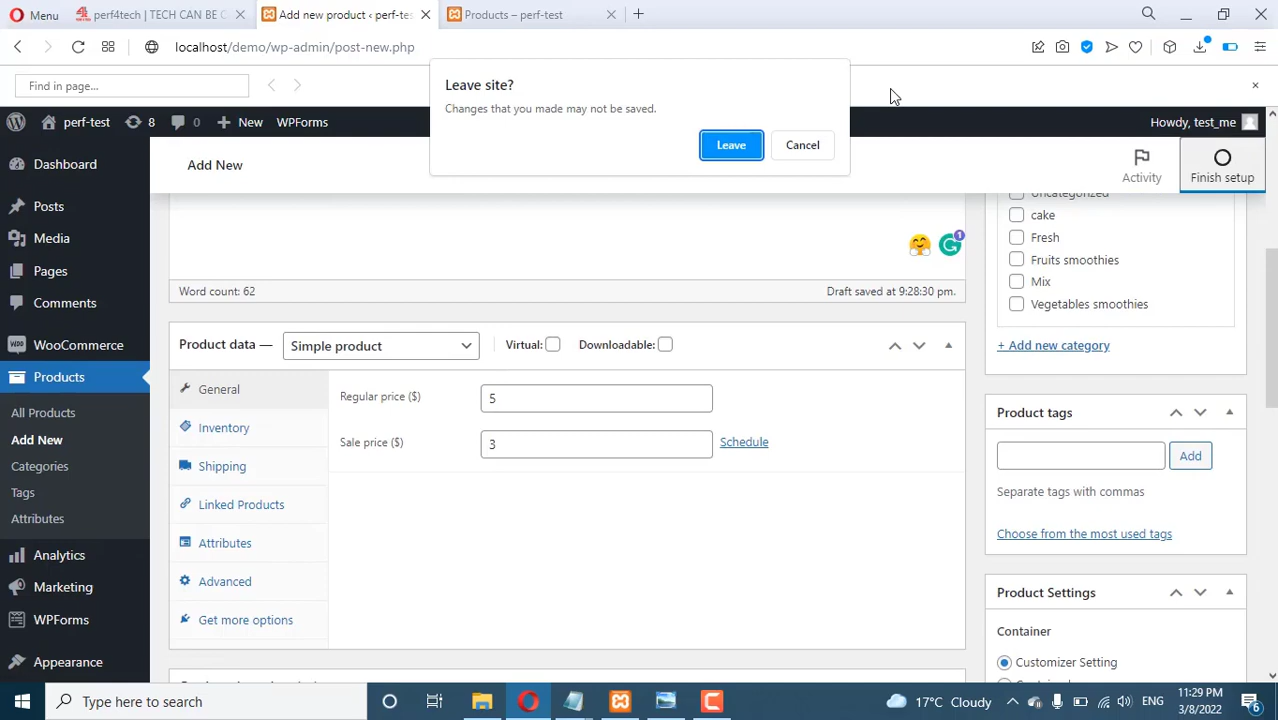 Menu
perf4tech | TECH CAN BE C
Add new product ‹ perf-tes
Products – perf-test
localhost/demo/wp-admin/post-new.php
Find in page...
Leave site?
Changes that you made may not be saved.
Leave
Cancel
perf-test
8
0
New
WPForms
Howdy, test_me
Add New
Activity
Finish setup
Dashboard
Posts
Media
Pages
Comments
WooCommerce
Products
All Products
Add New
Categories
Tags
Attributes
Analytics
Marketing
WPForms
Appearance
1
Word count: 62
Draft saved at 9:28:30 pm.
Product data —
Simple product
Virtual:
Downloadable:
General
Inventory
Shipping
Linked Products
Attributes
Advanced
Get more options
Regular price ($)
5
Sale price ($)
3
Schedule
Uncategorized
cake
Fresh
Fruits smoothies
Mix
Vegetables smoothies
+ Add new category
Product tags
Add
Separate tags with commas
Choose from the most used tags
Product Settings
Container
Customizer Setting
Type here to search
17°C Cloudy
ENG
11:29 PM
3/8/2022
6